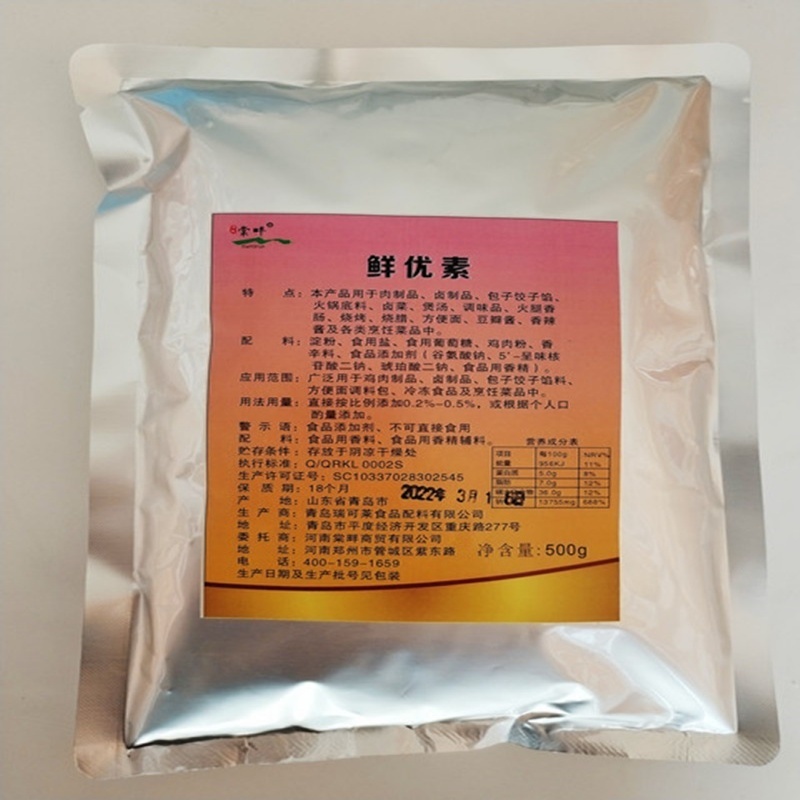 棠畔
鲜优素
特 点：本产品用于肉制品、卤制品、包子饺子馅、
火锅底料、卤菜、煲汤、调味品、火腿香
肠、烧烤、烧腊、方便面、豆瓣酱、香辣
酱及各类烹饪菜品中。
配 料：淀粉、食用盐、食用葡萄糖、鸡肉粉、香
辛料、食品添加剂（谷氨酸钠、5'-呈味核
苷酸二钠、琥珀酸二钠、食品用香精）。
应用范围：广泛用于鸡肉制品、卤制品、包子饺子馅料、
方便面调料包、冷冻食品及烹饪菜品中。
用法用量：直接按比例添加0.2%-0.5%，或根据个人口
酌量添加。
警 示 语：食品添加剂、不可直接食用
配 料：食品用香料、食品用香精辅料。
贮存条件：存放于阴凉干燥处
执行标准：Q/QRKL 0002S
生产许可证号：SC10337028302545
保 质 期：18个月
产 地：山东省青岛市
2022年 3月 1
生 产 商：青岛瑞可莱食品配料有限公司
地 址：青岛市平度经济开发区重庆路277号
委 托 商：河南棠畔商贸有限公司
地 址：河南郑州市管城区紫东路
电 话：400-159-1659
生产日期及生产批号见包装
营养成分表
项目 每100g NRV%
能量 956KJ 11%
蛋白质 5.0g 8%
脂肪 7.0g 12%
36.0g 12%
13755mg 688%
净含量：500g